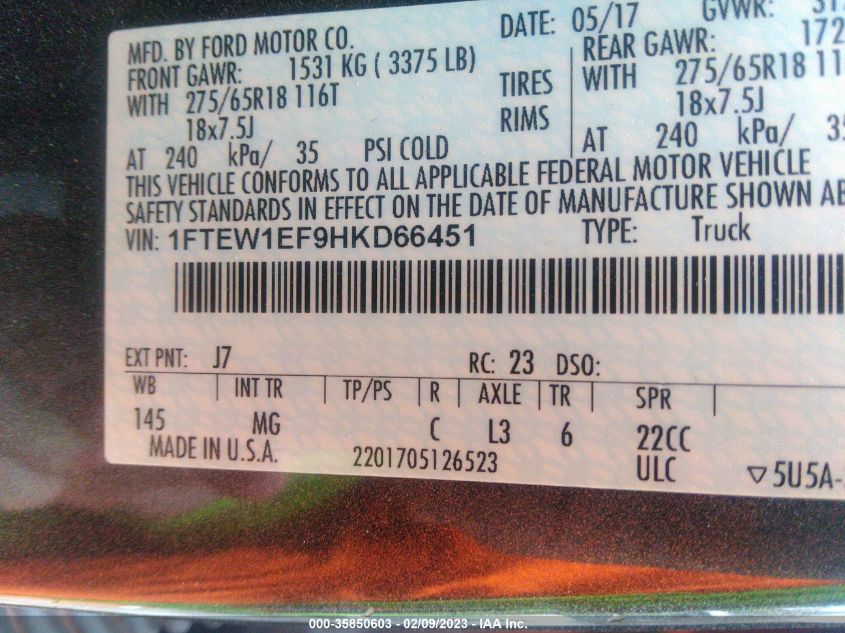 MFD. BY FORD MOTOR CO.
DATE: 05/17 GVWR:
FRONT GAWR: 1531 KG ( 3375 LB)
REAR GAWR: 172
WITH 275/65R18 116T TIRES WITH 275/65R18 11
18x7.5J RIMS 18x7.5J
AT 240 kPa/ 35 PSI COLD AT 240 kPa/ 35
THIS VEHICLE CONFORMS TO ALL APPLICABLE FEDERAL MOTOR VEHICLE
SAFETY STANDARDS IN EFFECT ON THE DATE OF MANUFACTURE SHOWN AB
VIN: 1FTEW1EF9HKD66451 TYPE: Truck
EXT PNT: J7 RC: 23 DSO:
WB | INT TR | TP/PS | R | AXLE | TR | SPR |
145 MG C L3 6 22CC
MADE IN U.S.A. 2201705126523 ULC ▽5U5A-
000-35850603 - 02/09/2023 - IAA Inc.